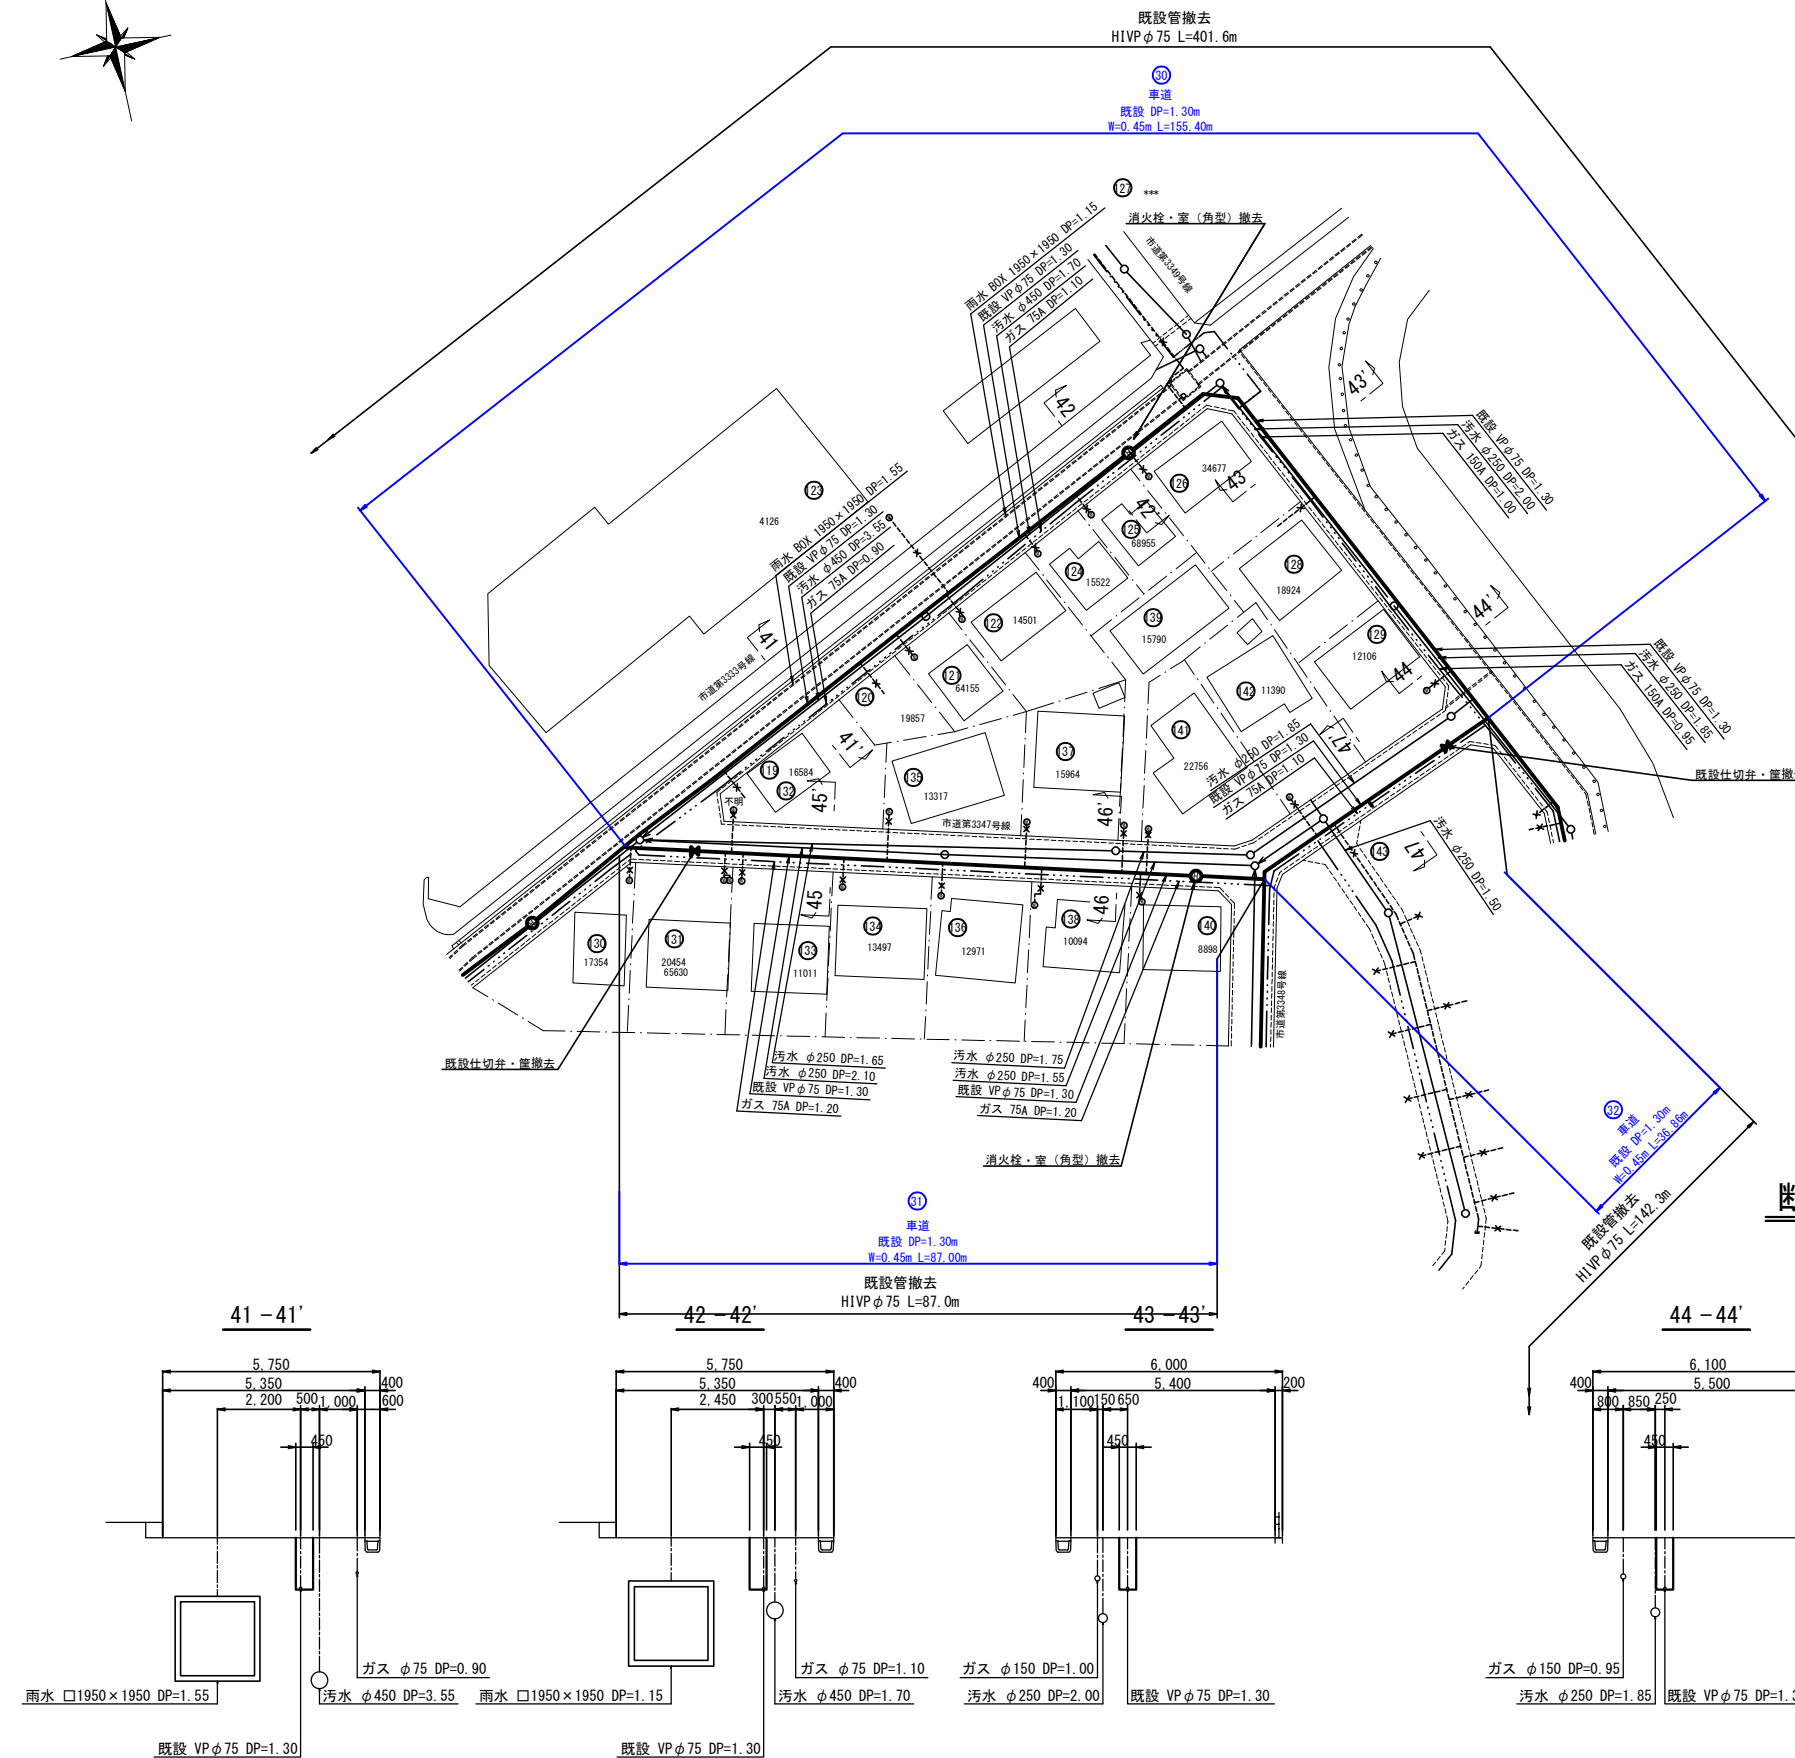 既設管撤去
HIVPφ75 L=401.6m
30
車道
既設 DP=1.30m
W=0.45m L=155.40m
127
***
消火栓・室（角型）撤去
市道第3349号線
雨水 BOX 1950×1950 DP=1.15
既設 VPφ75 DP=1.30
汚水 φ450 DP=1.70
ガス 75A DP=1.10
42
43'
既設 VPφ75 DP=1.30
汚水 φ250 DP=2.00
ガス 150A DP=1.00
123
4126
雨水 BOX 1950×1950 DP=1.55
既設 VPφ75 DP=1.30
汚水 φ450 DP=3.55
ガス 75A DP=0.90
34677
126
43
42'
125
68955
124
15522
128
18924
44'
122
14501
139
15790
129
12106
44
既設 VPφ75 DP=1.30
汚水 φ250 DP=1.85
ガス 150A DP=0.95
41
市道第3333号線
121
64155
120
19857
142
11390
141
22756
47'
汚水 φ250 DP=1.85
既設 VPφ75 DP=1.30
ガス 75A DP=1.10
41'
137
15964
119
16584
132
不明
45'
135
13317
46'
市道第3347号線
既設仕切弁・筐撤
143
47
汚水 φ250 DP=1.50
45
46
130
17354
131
20454
65630
133
11011
134
13497
136
12971
138
10094
140
8898
市道第3348号線
既設仕切弁・筐撤去
汚水 φ250 DP=1.65
汚水 φ250 DP=2.10
既設 VPφ75 DP=1.30
ガス 75A DP=1.20
汚水 φ250 DP=1.75
汚水 φ250 DP=1.55
既設 VPφ75 DP=1.30
ガス 75A DP=1.20
消火栓・室（角型）撤去
31
車道
既設 DP=1.30m
W=0.45m L=87.00m
既設管撤去
HIVPφ75 L=87.0m
32
車道
既設 DP=1.30m
W=0.45m L=36.86m
既設管撤去
HIVPφ75 L=142.3m
41-41'
5,750
5,350 400
2,200 500 1,000 600
450
ガス φ75 DP=0.90
雨水 □1950×1950 DP=1.55
汚水 φ450 DP=3.55
既設 VPφ75 DP=1.30
42-42'
5,750
5,350 400
2,450 300 550 1,000
450
ガス φ75 DP=1.10
雨水 □1950×1950 DP=1.15
汚水 φ450 DP=1.70
既設 VPφ75 DP=1.30
43-43'
6,000
400 5,400 200
1,100 150 650
450
ガス φ150 DP=1.00
汚水 φ250 DP=2.00
既設 VPφ75 DP=1.30
44-44'
6,100
400 5,500
800 850 250
450
ガス φ150 DP=0.95
汚水 φ250 DP=1.85
既設 VPφ75 DP=1.3